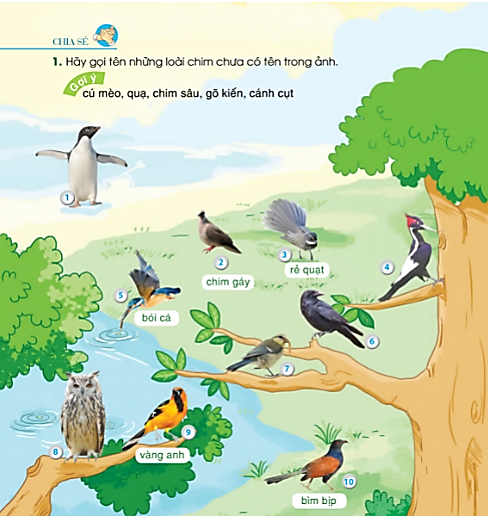 CHIA SẺ
1. Hãy gọi tên những loài chim chưa có tên trong ảnh.
Gợi ý
cú mèo, quạ, chim sâu, gõ kiến, cánh cụt
1
2
chim gáy
3
rẻ quạt
4
5
bói cá
6
7
8
9
vàng anh
10
bìm bịp